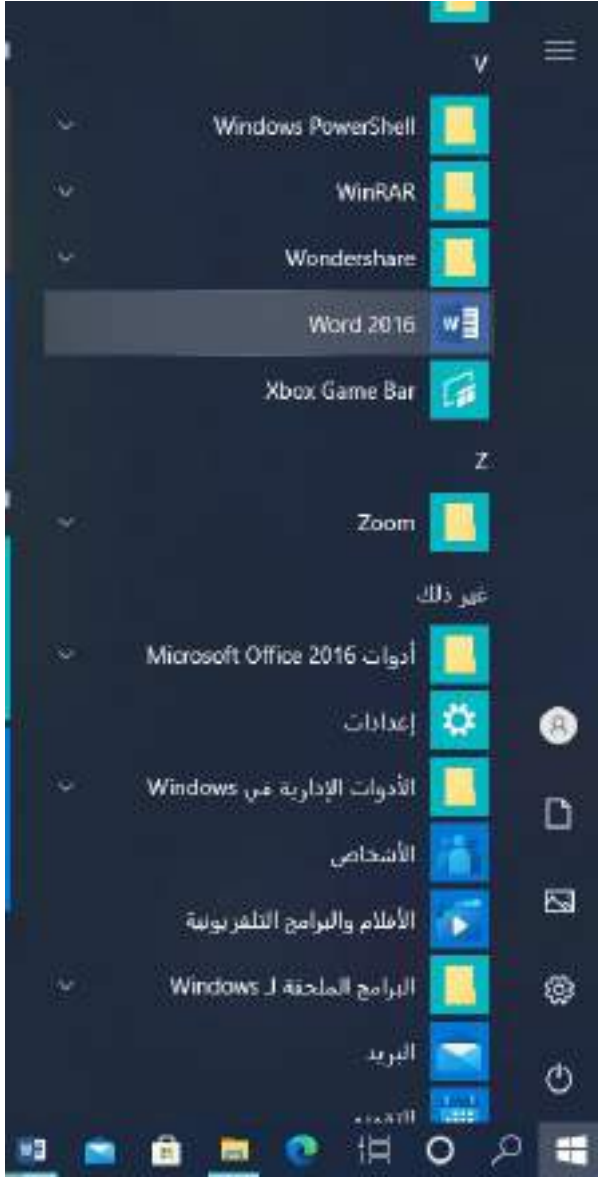 W
Windows PowerShell
WinRAR
Wondershare
Word 2016
Xbox Game Bar
Z
Zoom
غير ذلك
أدوات Microsoft Office 2016
إعدادات
الأدوات الإدارية في Windows
الأشخاص
الأفلام والبرامج التلفزيونية
البرامج الملحقة لـ Windows
البريد